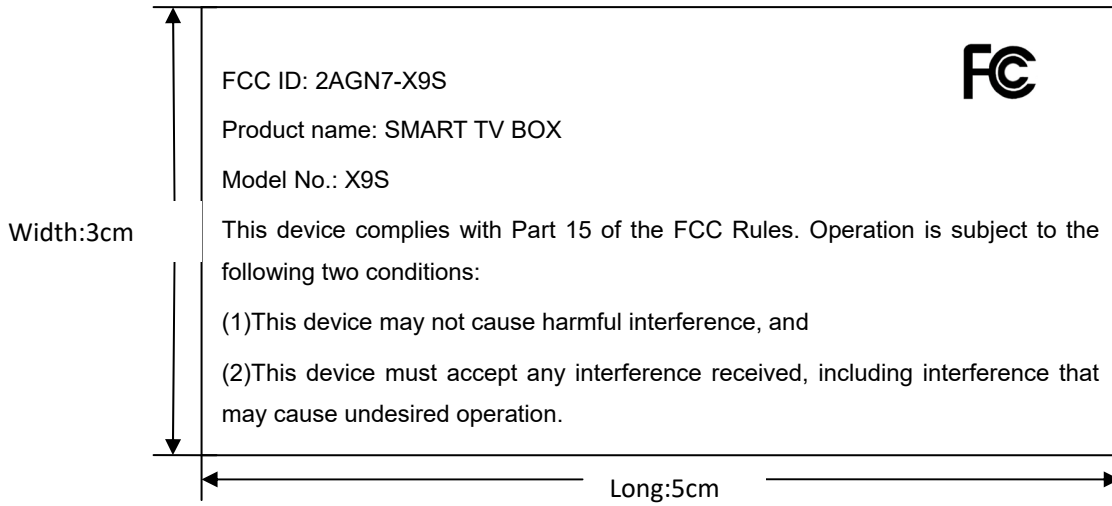 FC
FCC ID: 2AGN7-X9S
Product name: SMART TV BOX
Model No.: X9S
Width:3cm
This device complies with Part 15 of the FCC Rules. Operation is subject to the
following two conditions:
(1)This device may not cause harmful interference, and
(2)This device must accept any interference received, including interference that
may cause undesired operation.
Long:5cm